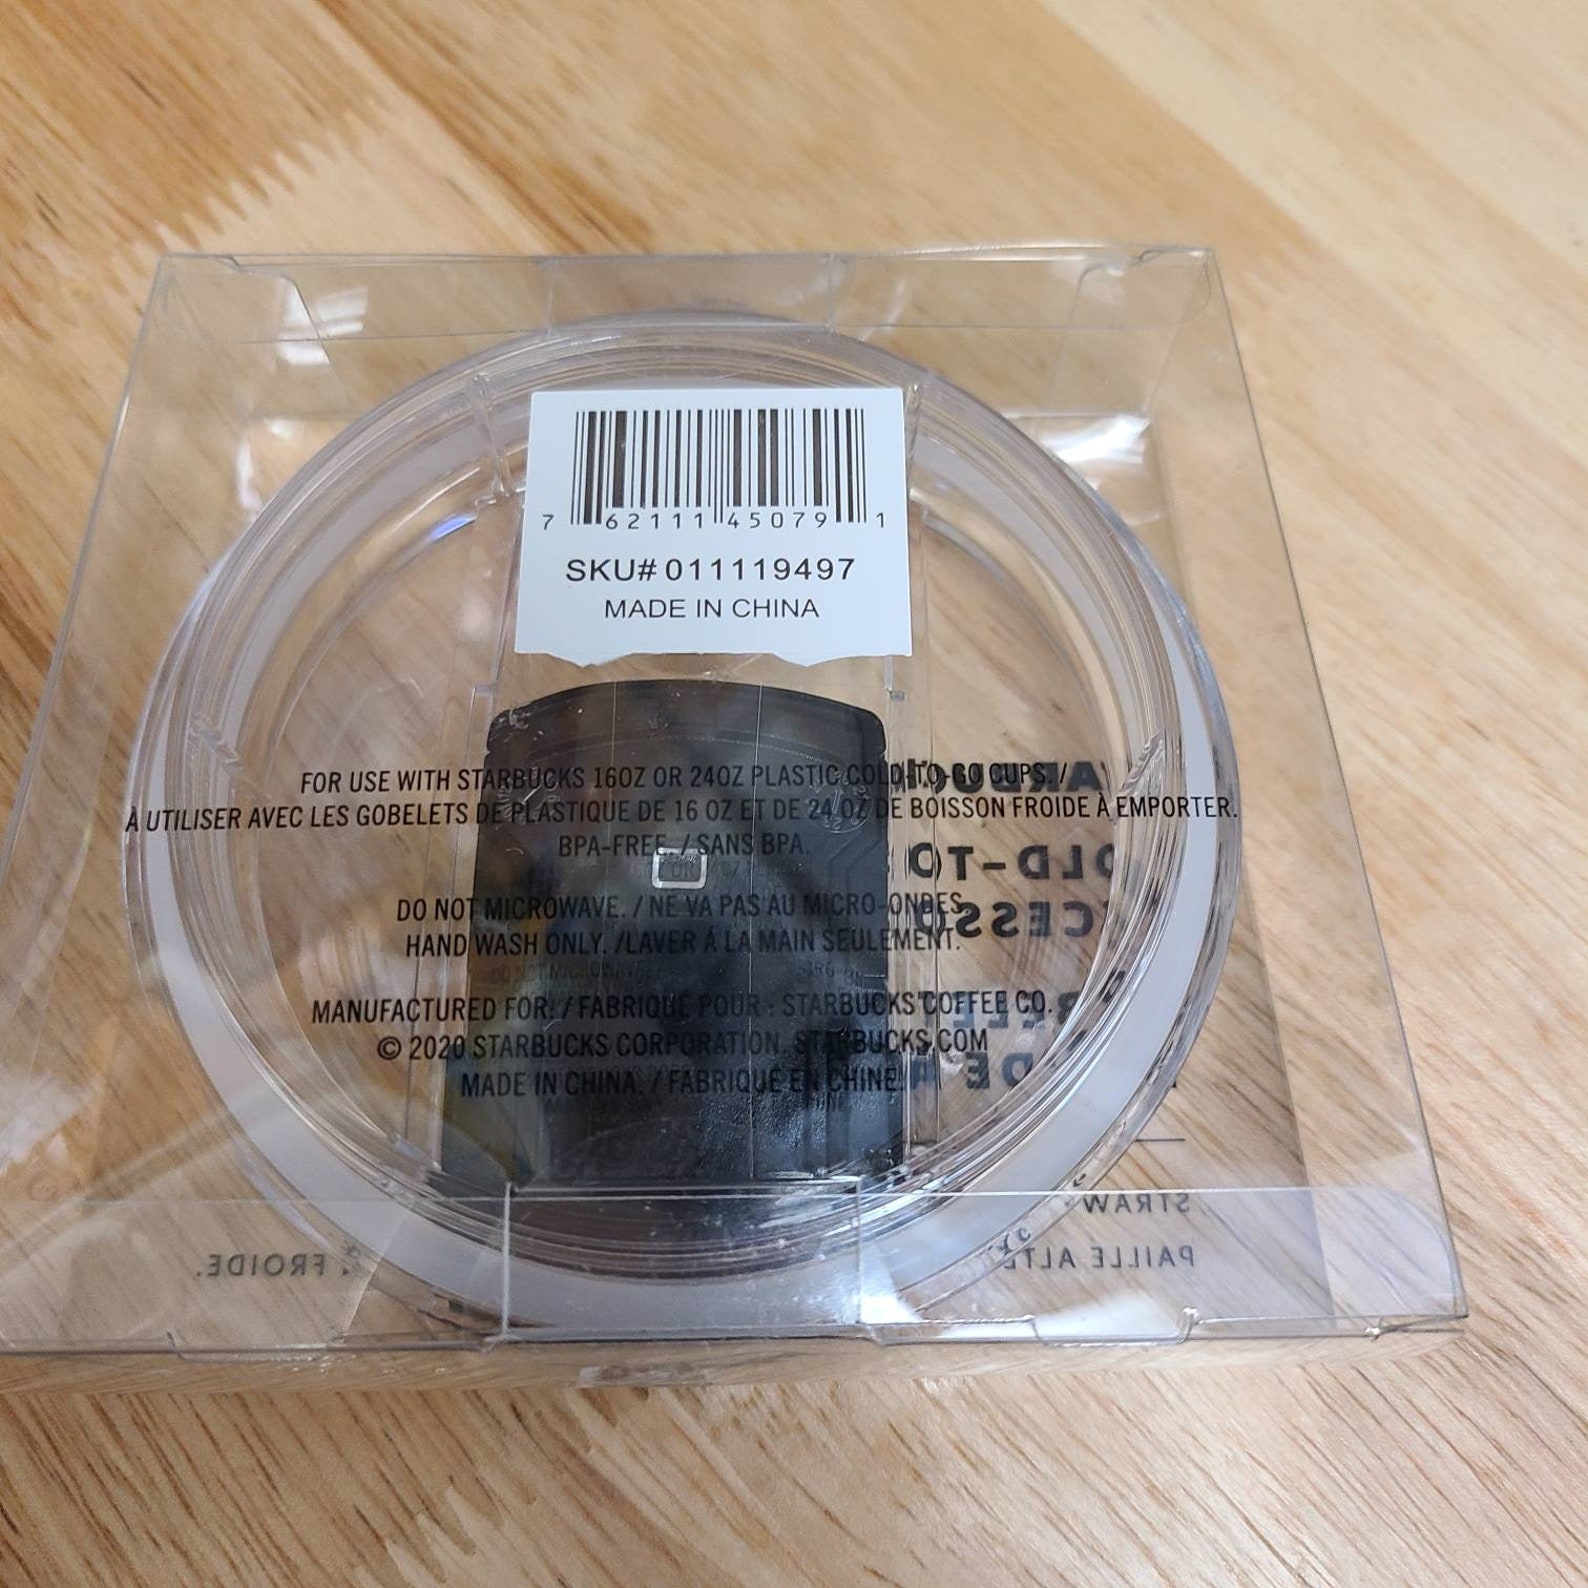 7 62111 45079 1
SKU# 011119497
MADE IN CHINA
FOR USE WITH STARBUCKS 16OZ OR 24OZ PLASTIC COLD-TO-GO CUPS. /
À UTILISER AVEC LES GOBELETS DE PLASTIQUE DE 16 OZ ET DE 24 OZ DE BOISSON FROIDE À EMPORTER.
BPA-FREE. / SANS BPA.
DO NOT MICROWAVE. / NE VA PAS AU MICRO-ONDES.
HAND WASH ONLY. /LAVER À LA MAIN SEULEMENT.
MANUFACTURED FOR: / FABRIQUÉ POUR : STARBUCKS COFFEE CO.
© 2020 STARBUCKS CORPORATION. STARBUCKS.COM
MADE IN CHINA. / FABRIQUÉ EN CHINE.
STRAW
PAILLE
FROIDE.